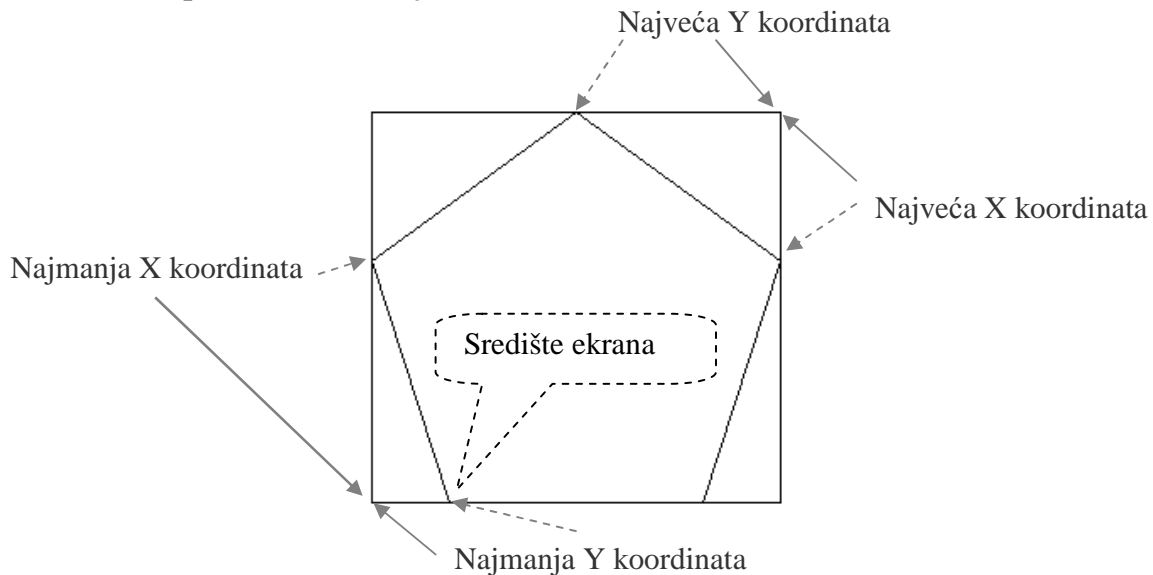 Najveća Y koordinata
Najveća X koordinata
Najmanja X koordinata
Središte ekrana
Najmanja Y koordinata